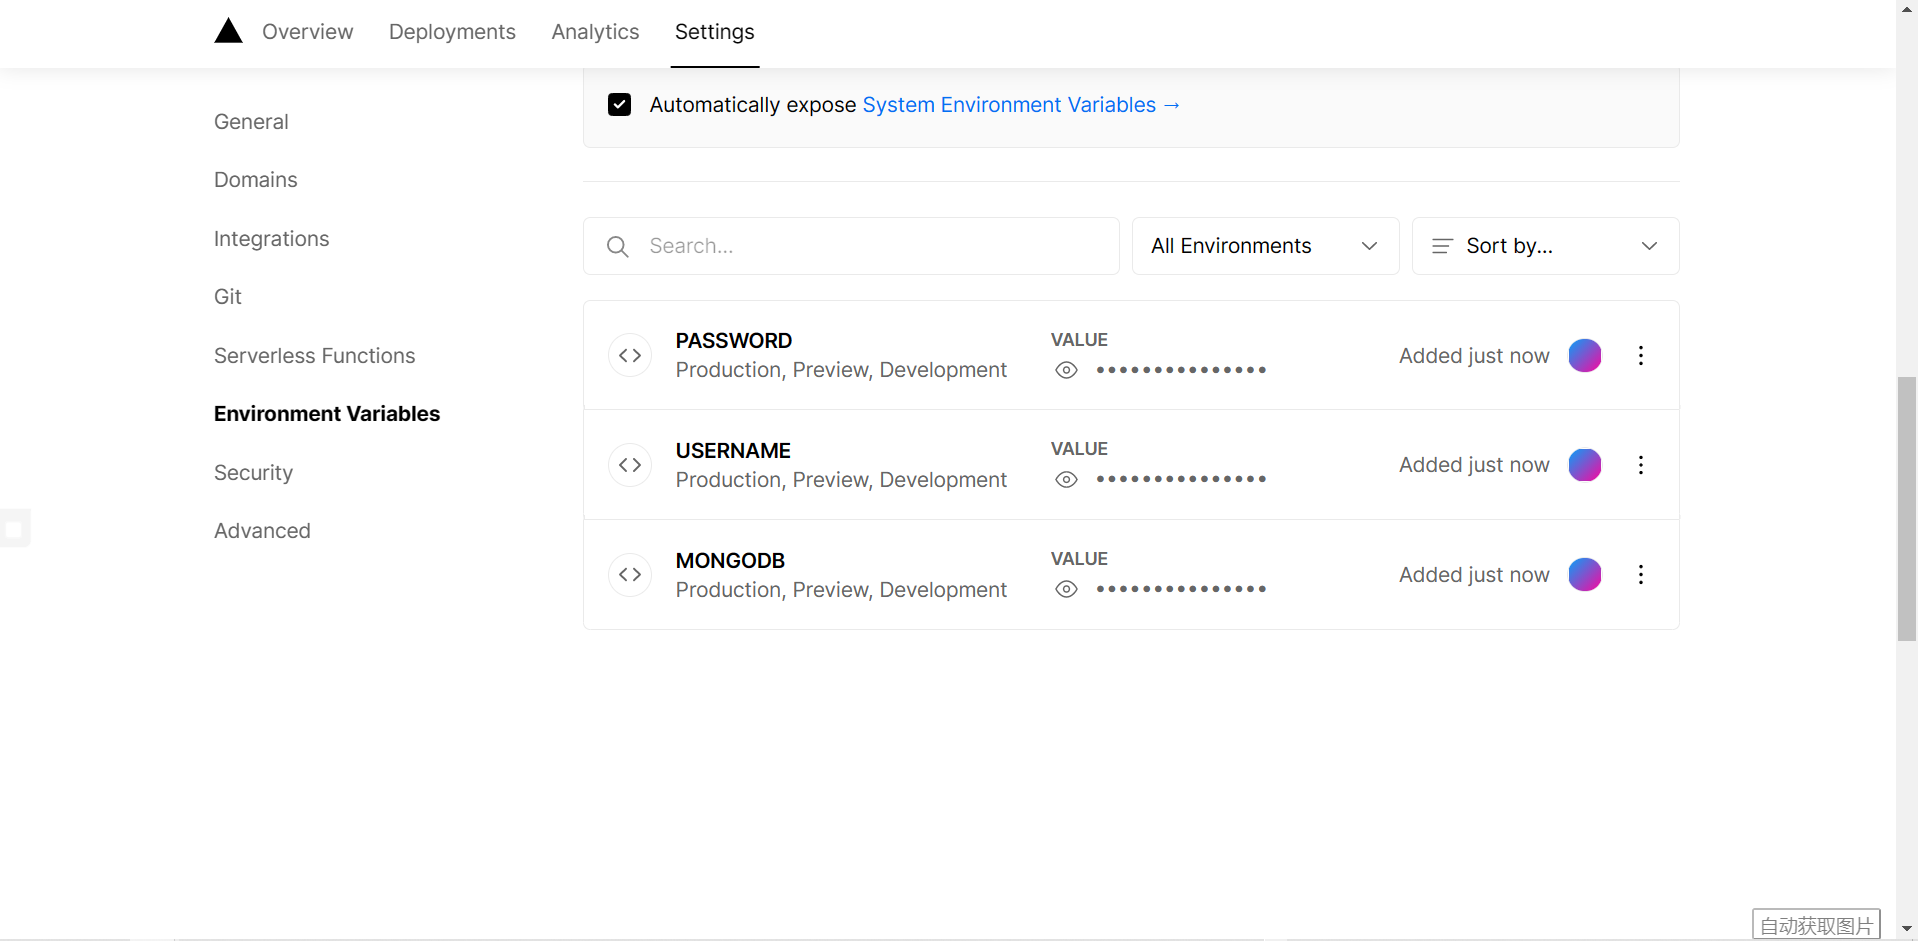 Overview Deployments Analytics Settings
Automatically expose System Environment Variables →
General
Domains
Integrations
Git
Serverless Functions
Environment Variables
Security
Advanced
Search...
All Environments
Sort by...
PASSWORD
Production, Preview, Development
VALUE
•••••••••••••••
Added just now
USERNAME
Production, Preview, Development
VALUE
•••••••••••••••
Added just now
MONGODB
Production, Preview, Development
VALUE
•••••••••••••••
Added just now
自动获取图片